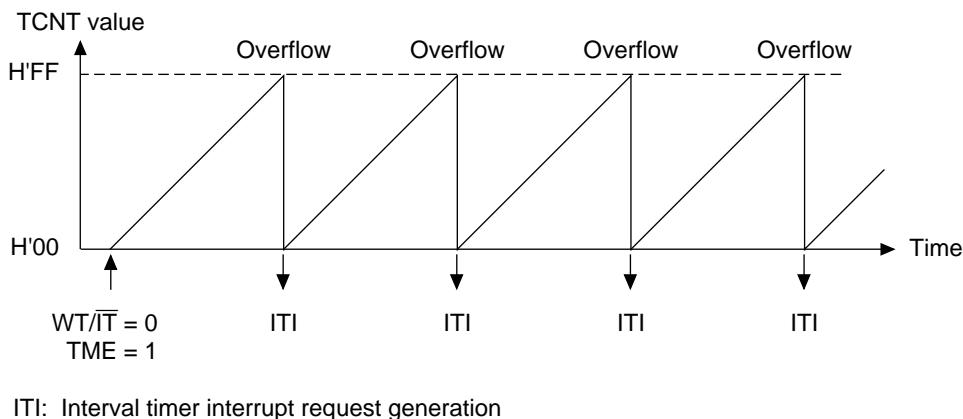 TCNT value
Overflow Overflow Overflow Overflow
H'FF
H'00
Time
WT/I̅T̅ = 0 ITI ITI ITI ITI
TME = 1
ITI: Interval timer interrupt request generation